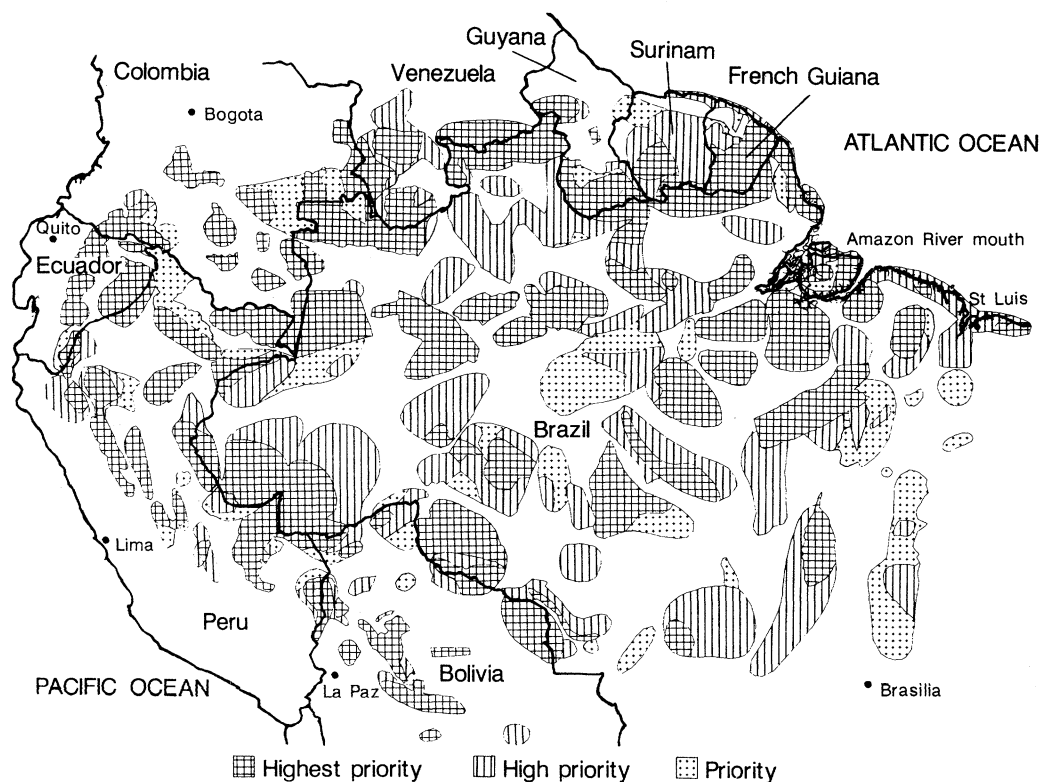 Guyana
Surinam
Colombia
Venezuela
French Guiana
Bogota
ATLANTIC OCEAN
Quito
Amazon River mouth
Ecuador
St Luis
Brazil
Lima
Peru
Bolivia
PACIFIC OCEAN
La Paz
Brasilia
Highest priority
High priority
Priority